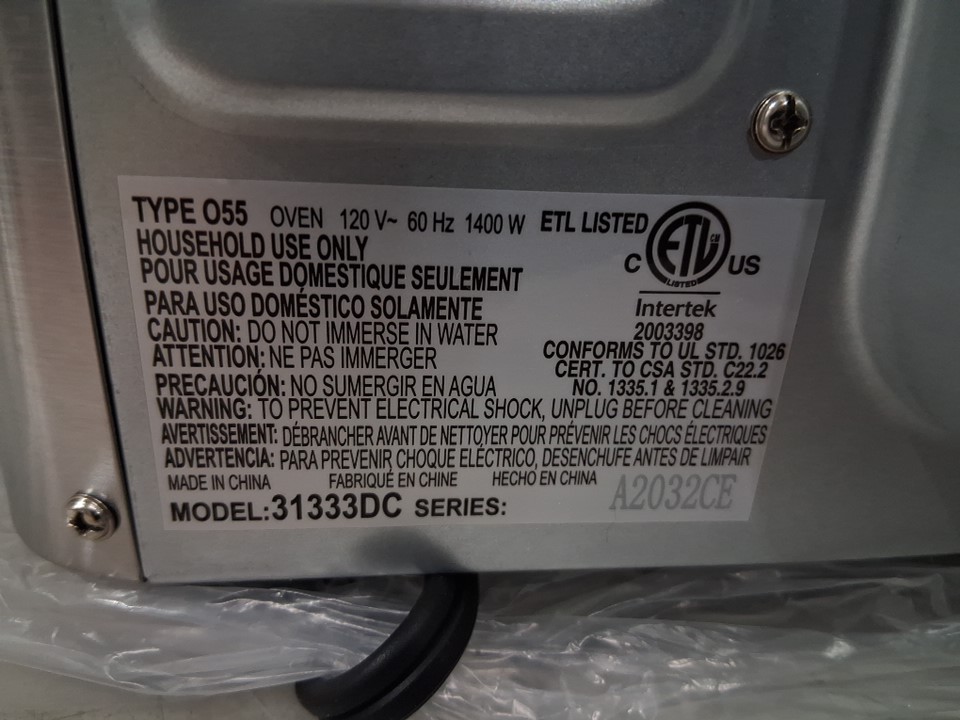 TYPE O55 OVEN 120 V~ 60 Hz 1400 W ETL LISTED
HOUSEHOLD USE ONLY
POUR USAGE DOMESTIQUE SEULEMENT
PARA USO DOMÉSTICO SOLAMENTE
CAUTION: DO NOT IMMERSE IN WATER
ATTENTION: NE PAS IMMERGER
PRECAUCIÓN: NO SUMERGIR EN AGUA
C ETL CM US
LISTED
Intertek
2003398
CONFORMS TO UL STD. 1026
CERT. TO CSA STD. C22.2
NO. 1335.1 & 1335.2.9
WARNING: TO PREVENT ELECTRICAL SHOCK, UNPLUG BEFORE CLEANING
AVERTISSEMENT: DÉBRANCHER AVANT DE NETTOYER POUR PRÉVENIR LES CHOCS ÉLECTRIQUES
ADVERTENCIA: PARA PREVENIR CHOQUE ELÉCTRICO, DESENCHUFE ANTES DE LIMPAIR
MADE IN CHINA FABRIQUÉ EN CHINE HECHO EN CHINA
MODEL: 31333DC SERIES: A2032CE